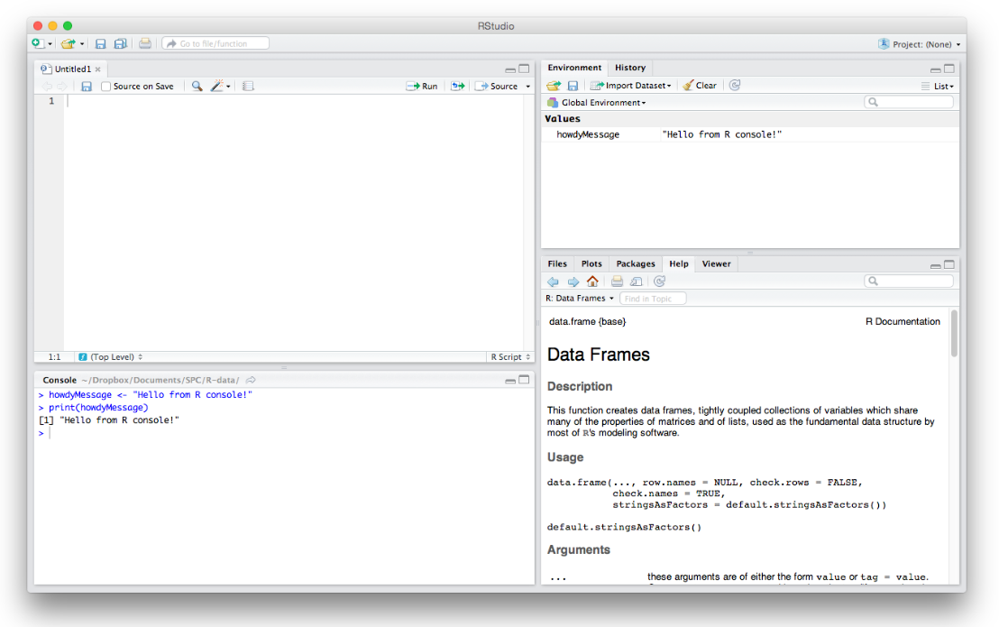 RStudio
Go to file/function
Project: (None)
Untitled1
Source on Save
Run
Source
1
1:1
(Top Level)
R Script
Console ~/Dropbox/Documents/SPC/R-data/
> howdyMessage <- "Hello from R console!"
> print(howdyMessage)
[1] "Hello from R console!"
>
Environment History
Import Dataset
Clear
List
Global Environment
Values
howdyMessage "Hello from R console!"
Files Plots Packages Help Viewer
R: Data Frames
Find in Topic
data.frame {base} R Documentation
Data Frames
Description
This function creates data frames, tightly coupled collections of variables which share
many of the properties of matrices and of lists, used as the fundamental data structure by
most of R's modeling software.
Usage
data.frame(..., row.names = NULL, check.rows = FALSE,
check.names = TRUE,
stringsAsFactors = default.stringsAsFactors())
default.stringsAsFactors()
Arguments
... these arguments are of either the form value or tag = value.